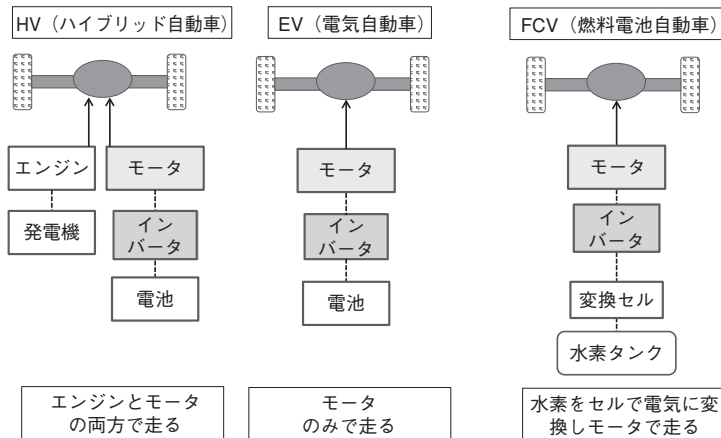 HV（ハイブリッド自動車）
エンジン
モータ
発電機
イン
バータ
電池
エンジンとモータ
の両方で走る
EV（電気自動車）
モータ
イン
バータ
電池
モータ
のみで走る
FCV（燃料電池自動車）
モータ
イン
バータ
変換セル
水素タンク
水素をセルで電気に変
換しモータで走る